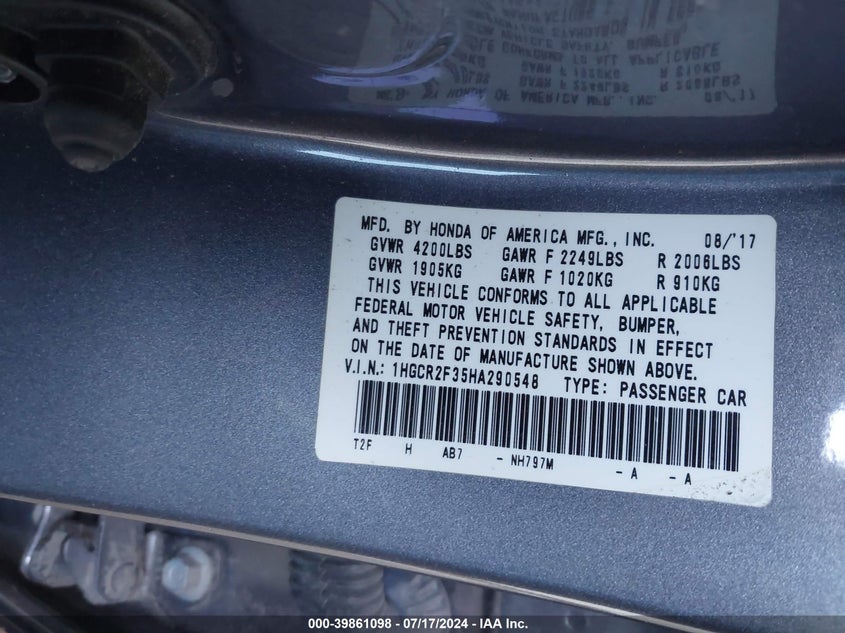 MFD. BY HONDA OF AMERICA MFG., INC. 08/'17
GVWR 4200LBS GAWR F 2249LBS R 2006LBS
GVWR 1905KG GAWR F 1020KG R 910KG
THIS VEHICLE CONFORMS TO ALL APPLICABLE
FEDERAL MOTOR VEHICLE SAFETY, BUMPER,
AND THEFT PREVENTION STANDARDS IN EFFECT
ON THE DATE OF MANUFACTURE SHOWN ABOVE.
V.I.N.: 1HGCR2F35HA290548 TYPE: PASSENGER CAR
T2F H AB7 - NH797M - A - A
000-39861098 - 07/17/2024 - IAA Inc.